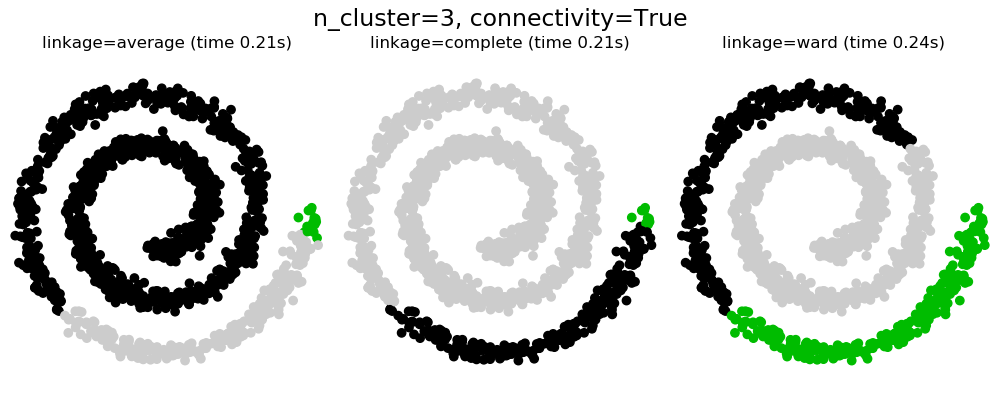 n_cluster=3, connectivity=True
linkage=average (time 0.21s)
linkage=complete (time 0.21s)
linkage=ward (time 0.24s)